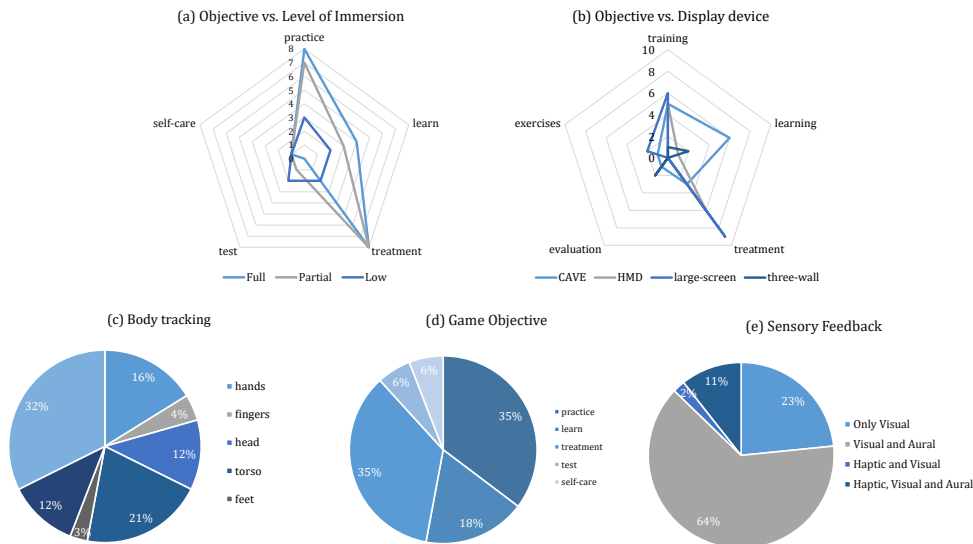 (a) Objective vs. Level of Immersion
practice
8
7
6
5
4
3
2
1
0
self-care
learn
test
treatment
Full
Partial
Low
(b) Objective vs. Display device
training
10
8
6
4
2
0
exercises
learning
evaluation
treatment
CAVE
HMD
large-screen
three-wall
(c) Body tracking
16%
4%
12%
21%
3%
12%
32%
hands
fingers
head
torso
feet
(d) Game Objective
35%
18%
35%
6%
6%
practice
learn
treatment
test
self-care
(e) Sensory Feedback
23%
64%
2%
11%
Only Visual
Visual and Aural
Haptic and Visual
Haptic, Visual and Aural